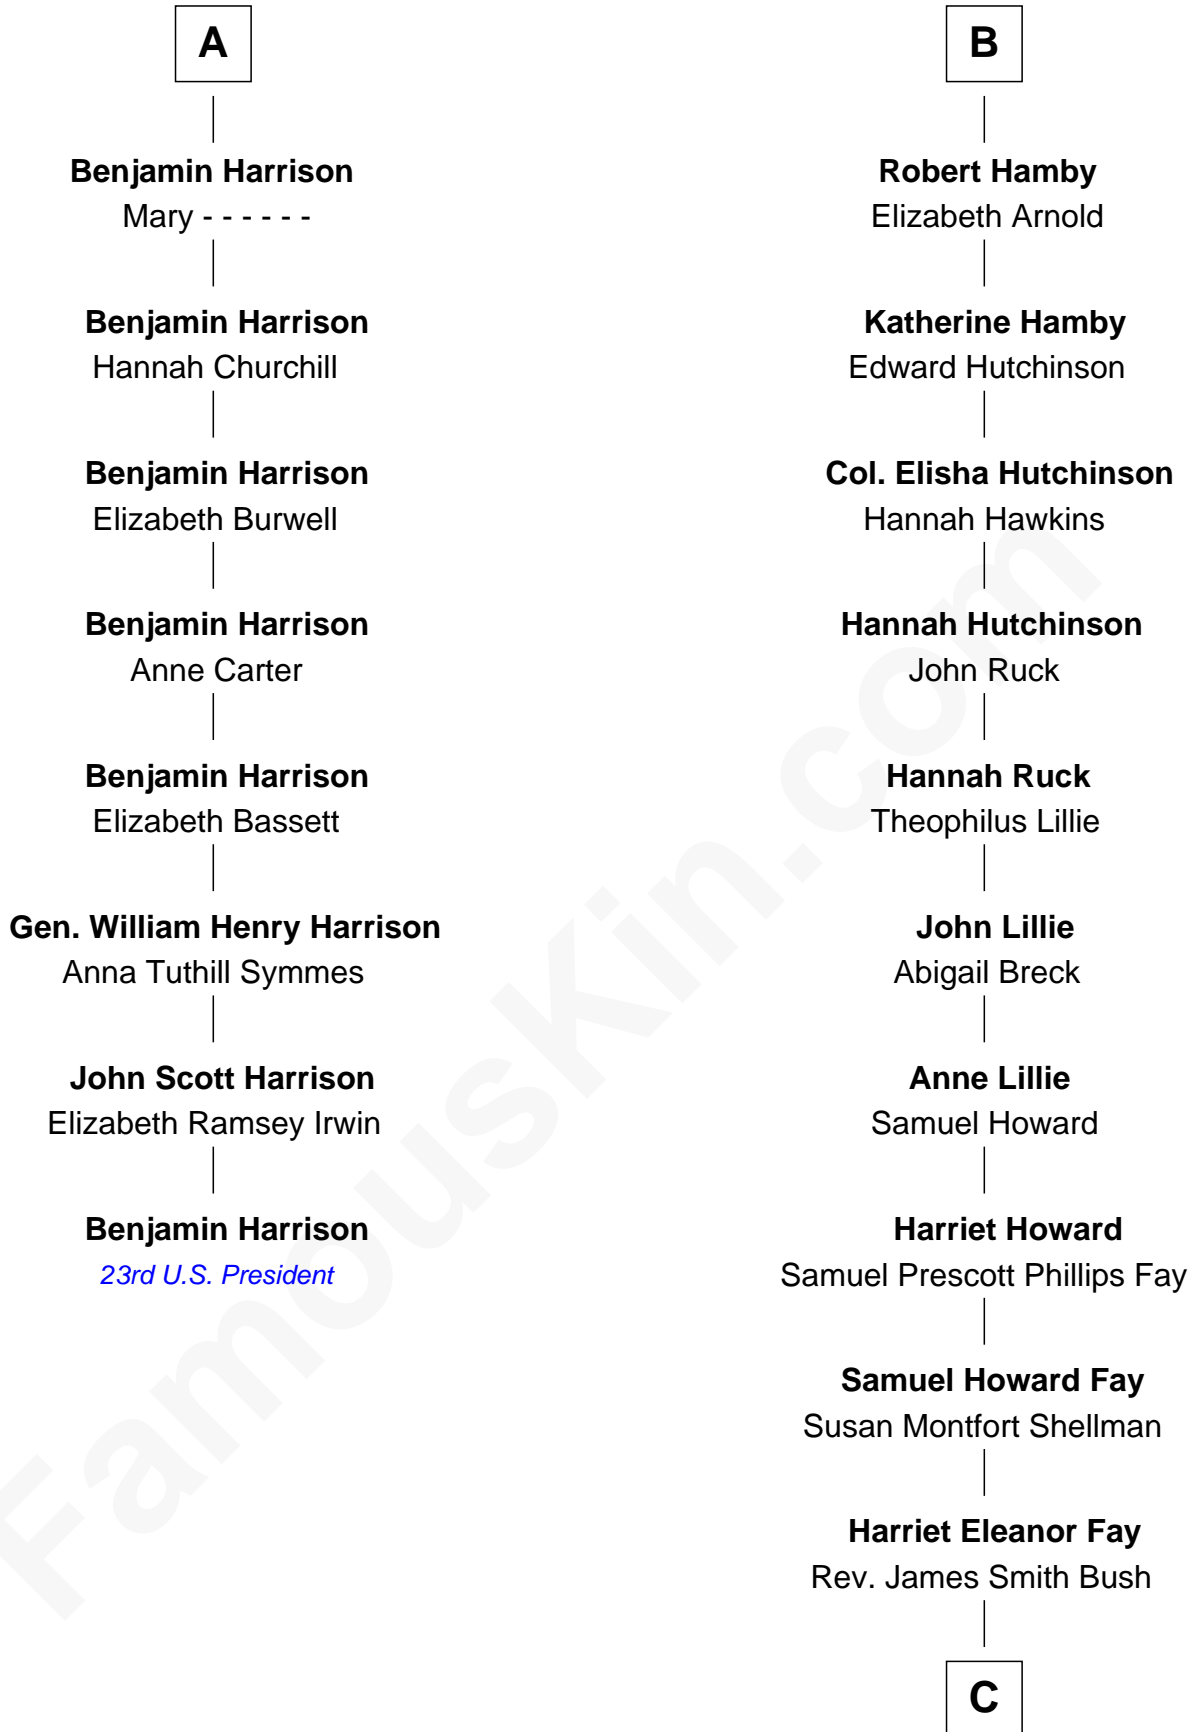 A
Benjamin Harrison
Mary - - - - - -
Benjamin Harrison
Hannah Churchill
Benjamin Harrison
Elizabeth Burwell
Benjamin Harrison
Anne Carter
Benjamin Harrison
Elizabeth Bassett
Gen. William Henry Harrison
Anna Tuthill Symmes
John Scott Harrison
Elizabeth Ramsey Irwin
Benjamin Harrison
23rd U.S. President
B
Robert Hamby
Elizabeth Arnold
Katherine Hamby
Edward Hutchinson
Col. Elisha Hutchinson
Hannah Hawkins
Hannah Hutchinson
John Ruck
Hannah Ruck
Theophilus Lillie
John Lillie
Abigail Breck
Anne Lillie
Samuel Howard
Harriet Howard
Samuel Prescott Phillips Fay
Samuel Howard Fay
Susan Montfort Shellman
Harriet Eleanor Fay
Rev. James Smith Bush
C
FamousKin.com